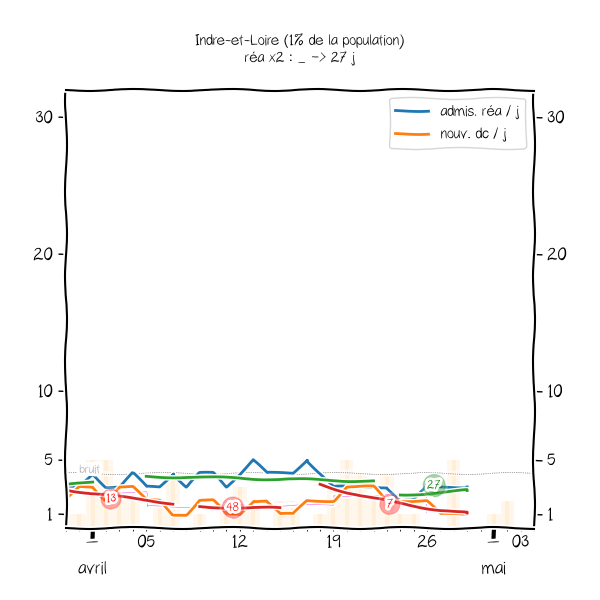 Indre-et-Loire (1% de la population)
réa x2 : _ -> 27 j
admis. réa / j
nouv. dc / j
30
30
20
20
10
10
5
5
bruit
27
13
48
7
1
1
05
12
19
26
03
avril
mai